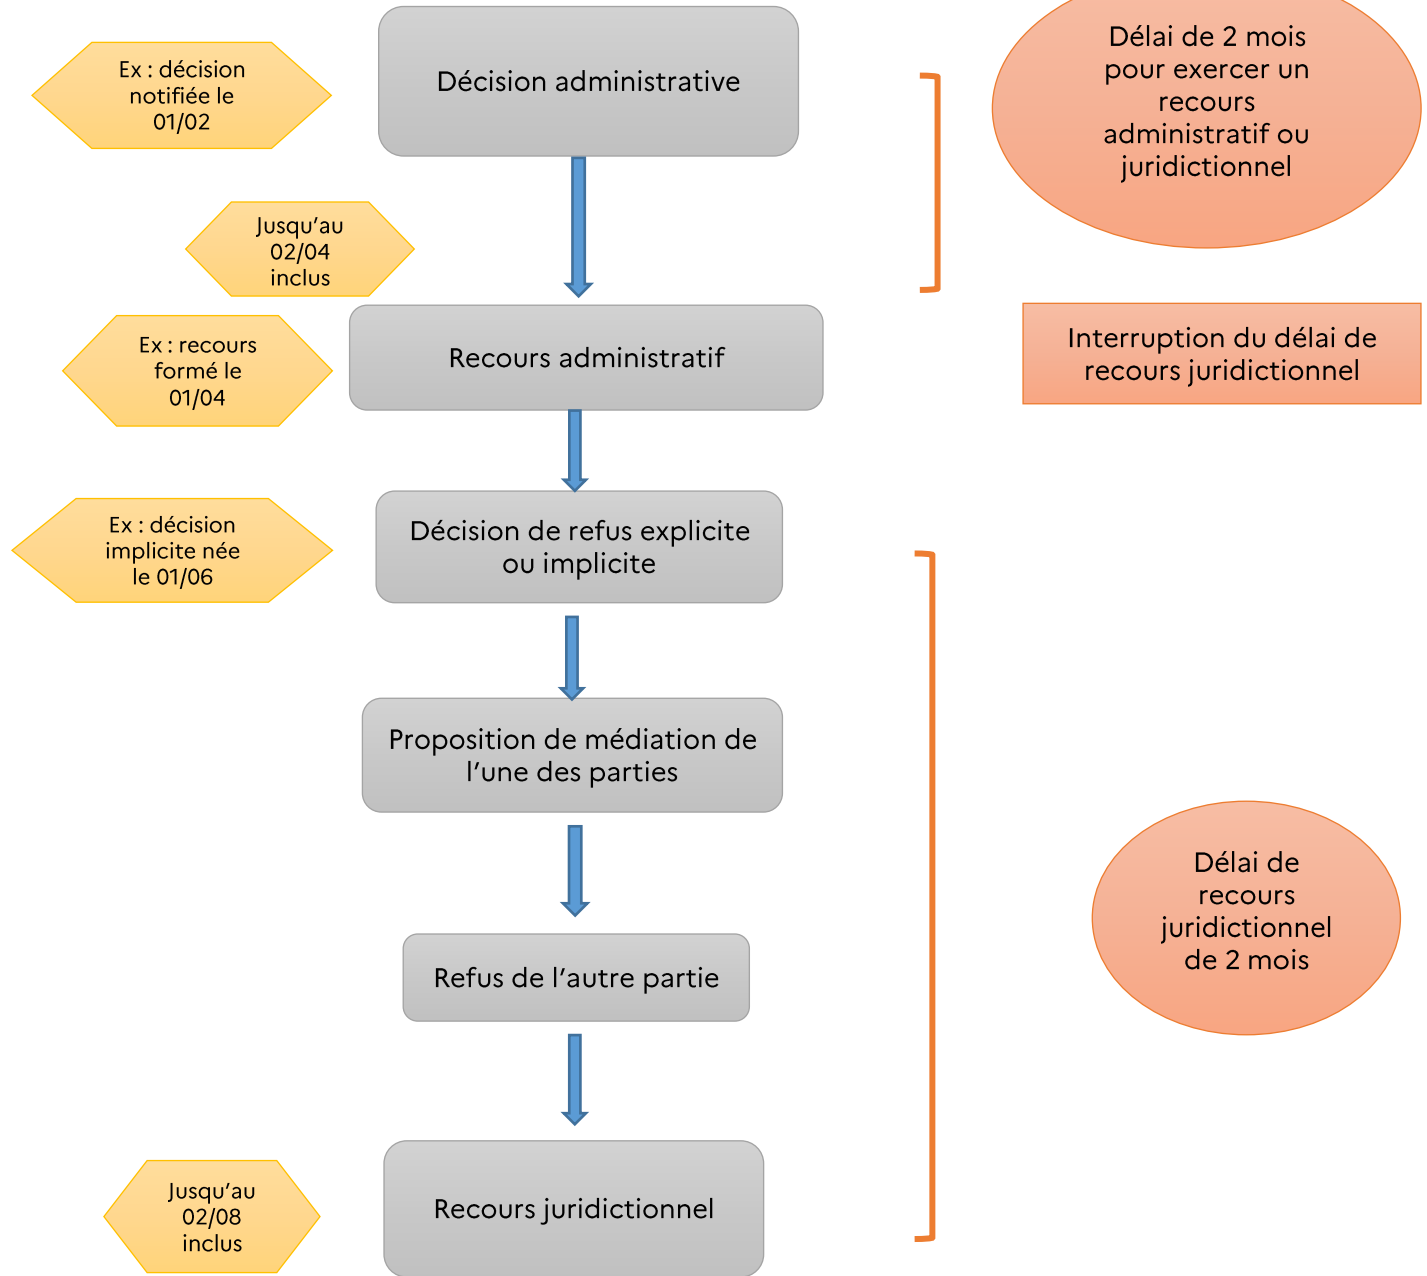 Ex : décision
notifiée le
01/02
Décision administrative
Délai de 2 mois
pour exercer un
recours
administratif ou
juridictionnel
Jusqu’au
02/04
inclus
Ex : recours
formé le
01/04
Recours administratif
Interruption du délai de
recours juridictionnel
Ex : décision
implicite née
le 01/06
Décision de refus explicite
ou implicite
Proposition de médiation de
l’une des parties
Délai de
recours
juridictionnel
de 2 mois
Refus de l’autre partie
Jusqu’au
02/08
inclus
Recours juridictionnel